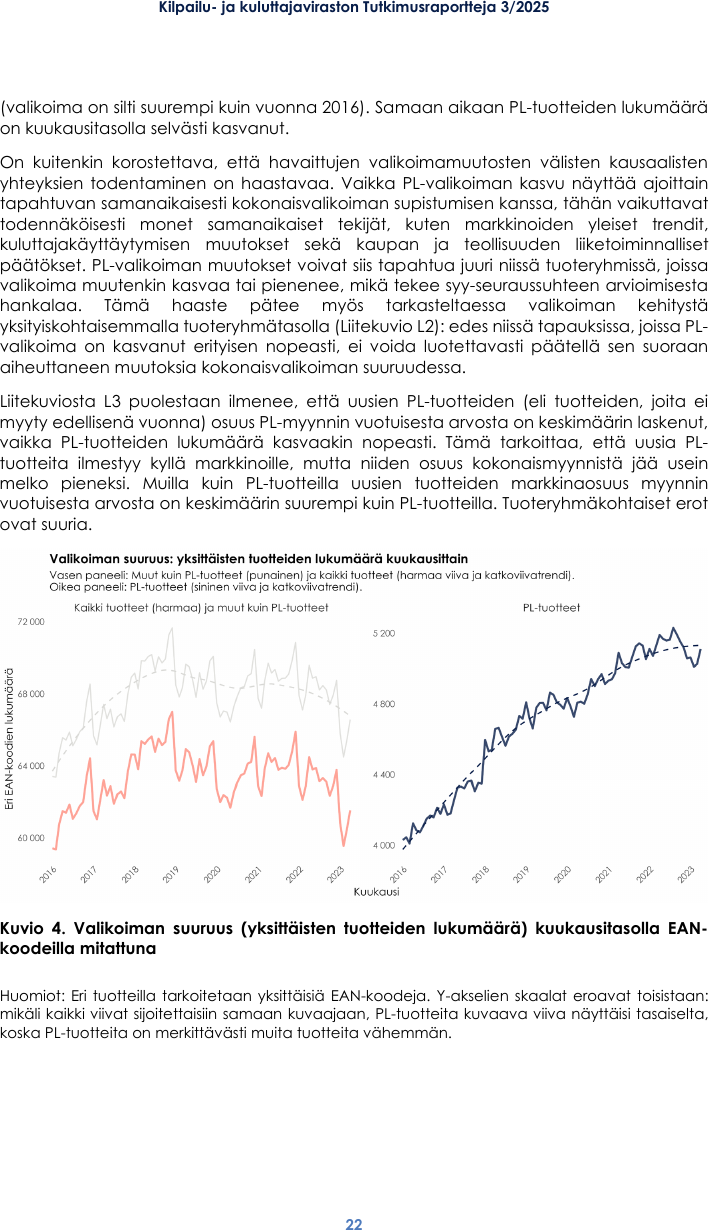 Kilpailu- ja kuluttajaviraston Tutkimusraportteja 3/2025
(valikoima on silti suurempi kuin vuonna 2016). Samaan aikaan PL-tuotteiden lukumäärä
on kuukausitasolla selvästi kasvanut.
On kuitenkin korostettava, että havaittujen valikoimamuutosten välisten kausaalisten
yhteyksien todentaminen on haastavaa. Vaikka PL-valikoiman kasvu näyttää ajoittain
tapahtuvan samanaikaisesti kokonaisvalikoiman supistumisen kanssa, tähän vaikuttavat
todennäköisesti monet samanaikaiset tekijät, kuten markkinoiden yleiset trendit,
kuluttajakäyttäytymisen muutokset sekä kaupan ja teollisuuden liiketoiminnalliset
päätökset. PL-valikoiman muutokset voivat siis tapahtua juuri niissä tuoteryhmissä, joissa
valikoima muutenkin kasvaa tai pienenee, mikä tekee syy-seuraussuhteen arvioimisesta
hankalaa. Tämä haaste pätee myös tarkasteltaessa valikoiman kehitystä
yksityiskohtaisemmalla tuoteryhmätasolla (Liitekuvio L2): edes niissä tapauksissa, joissa PL-
valikoima on kasvanut erityisen nopeasti, ei voida luotettavasti päätellä sen suoraan
aiheuttaneen muutoksia kokonaisvalikoiman suuruudessa.
Liitekuviosta L3 puolestaan ilmenee, että uusien PL-tuotteiden (eli tuotteiden, joita ei
myyty edellisenä vuonna) osuus PL-myynnin vuotuisesta arvosta on keskimäärin laskenut,
vaikka PL-tuotteiden lukumäärä kasvaakin nopeasti. Tämä tarkoittaa, että uusia PL-
tuotteita ilmestyy kyllä markkinoille, mutta niiden osuus kokonaismyynnistä jää usein
melko pieneksi. Muilla kuin PL-tuotteilla uusien tuotteiden markkinaosuus myynnin
vuotuisesta arvosta on keskimäärin suurempi kuin PL-tuotteilla. Tuoteryhmäkohtaiset erot
ovat suuria.
Valikoiman suuruus: yksittäisten tuotteiden lukumäärä kuukausittain
Vasen paneeli: Muut kuin PL-tuotteet (punainen) ja kaikki tuotteet (harmaa viiva ja katkoviivatrendi).
Oikea paneeli: PL-tuotteet (sininen viiva ja katkoviivatrendi).
Kaikki tuotteet (harmaa) ja muut kuin PL-tuotteet
72 000
68 000
64 000
60 000
Eri EAN-koodien lukumäärä
2016 2017 2018 2019 2020 2021 2022 2023
PL-tuotteet
5 200
4 800
4 400
4 000
2016 2017 2018 2019 2020 2021 2022 2023
Kuukausi
Kuvio 4. Valikoiman suuruus (yksittäisten tuotteiden lukumäärä) kuukausitasolla EAN-
koodeilla mitattuna
Huomiot: Eri tuotteilla tarkoitetaan yksittäisiä EAN-koodeja. Y-akselien skaalat eroavat toisistaan:
mikäli kaikki viivat sijoitettaisiin samaan kuvaajaan, PL-tuotteita kuvaava viiva näyttäisi tasaiselta,
koska PL-tuotteita on merkittävästi muita tuotteita vähemmän.
22